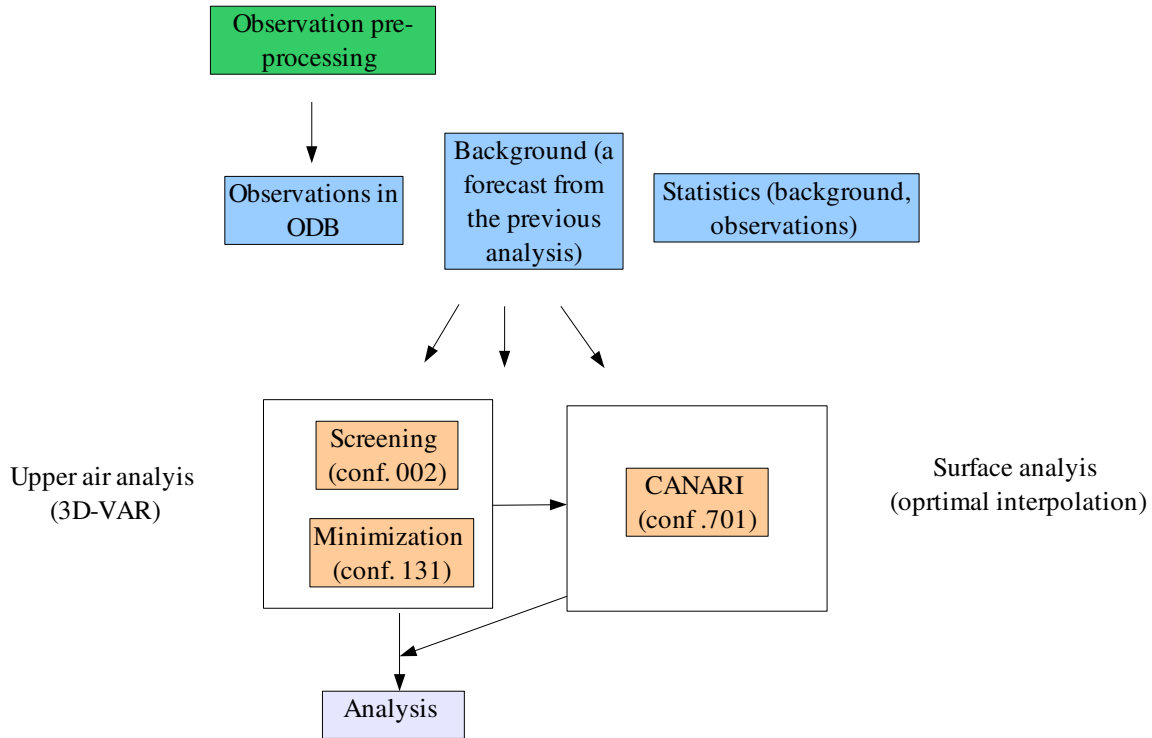 Observation pre-
processing
Background (a
forecast from
the previous
analysis)
Observations in
ODB
Statistics (background,
observations)
Upper air analyis
(3D-VAR)
Screening
(conf. 002)
Minimization
(conf. 131)
CANARI
(conf .701)
Surface analyis
(oprtimal interpolation)
Analysis